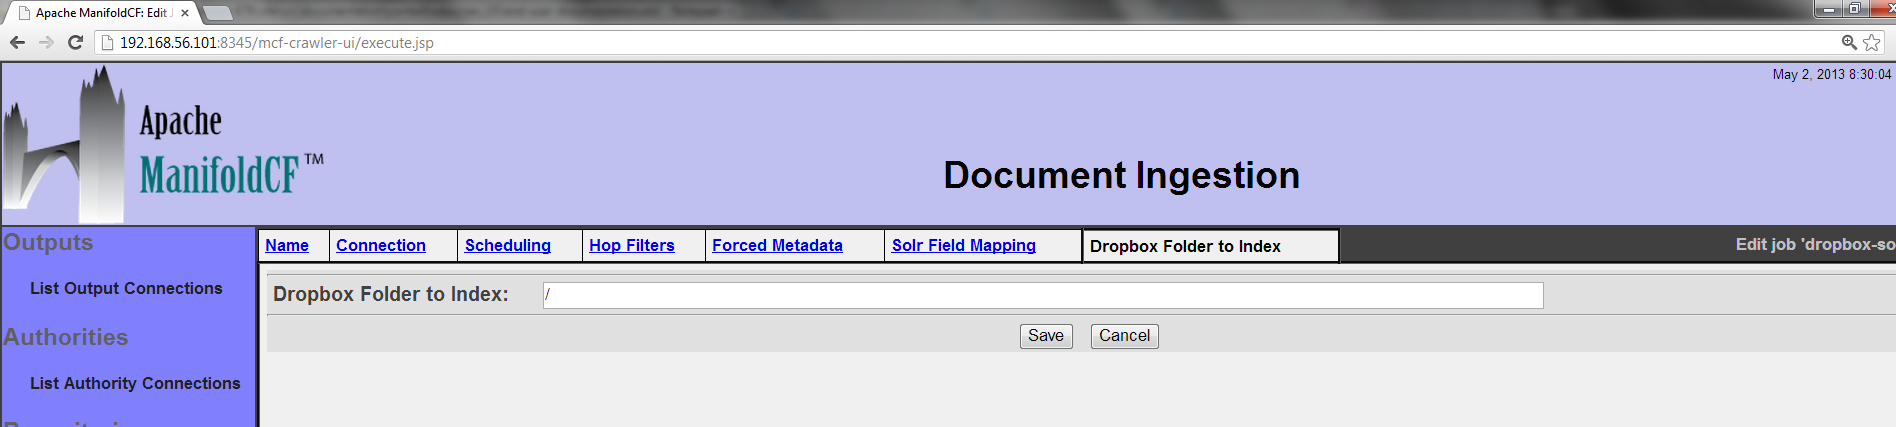 Apache ManifoldCF: Edit
192.168.56.101:8345/mcf-crawler-ui/execute.jsp
May 2, 2013 8:30:04
Apache
ManifoldCF™
Document Ingestion
Outputs
Name Connection Scheduling Hop Filters Forced Metadata Solr Field Mapping Dropbox Folder to Index Edit job 'dropbox-so
List Output Connections
Dropbox Folder to Index: /
Save Cancel
Authorities
List Authority Connections